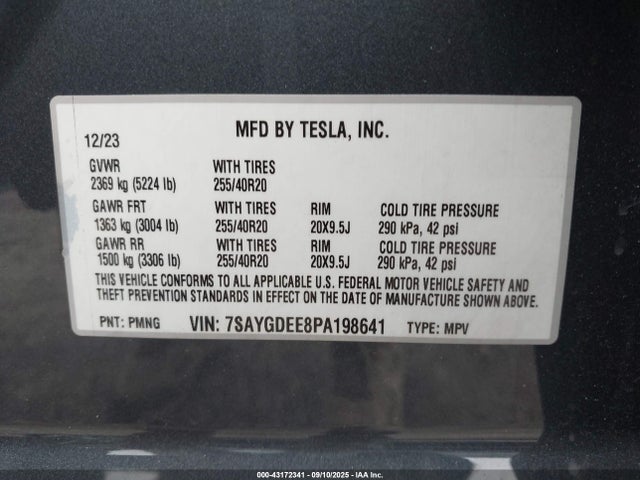 MFD BY TESLA, INC.
12/23
GVWR WITH TIRES
2369 kg (5224 lb) 255/40R20
GAWR FRT WITH TIRES RIM COLD TIRE PRESSURE
1363 kg (3004 lb) 255/40R20 20X9.5J 290 kPa, 42 psi
GAWR RR WITH TIRES RIM COLD TIRE PRESSURE
1500 kg (3306 lb) 255/40R20 20X9.5J 290 kPa, 42 psi
THIS VEHICLE CONFORMS TO ALL APPLICABLE U.S. FEDERAL MOTOR VEHICLE SAFETY AND
THEFT PREVENTION STANDARDS IN EFFECT ON THE DATE OF MANUFACTURE SHOWN ABOVE.
PNT: PMNG VIN: 7SAYGDEE8PA198641 TYPE: MPV
000-43172341 - 09/10/2025 - IAA Inc.